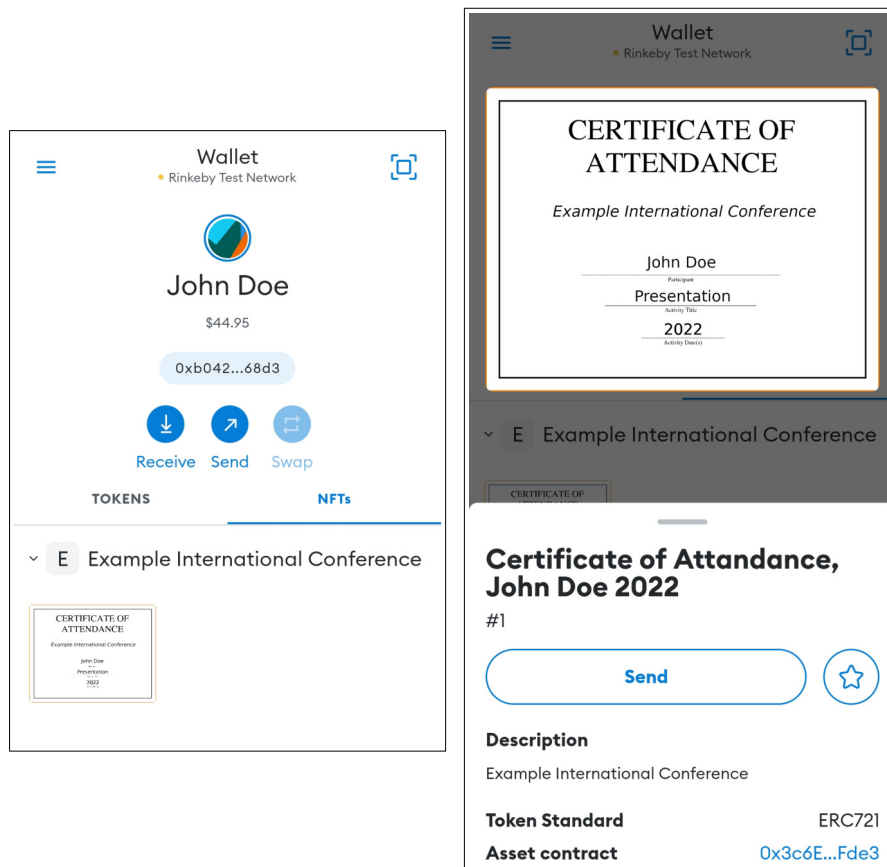 Wallet
Rinkeby Test Network
John Doe
$44.95
0xb042...68d3
Receive Send Swap
TOKENS NFTs
E Example International Conference
CERTIFICATE OF
ATTENDANCE
Example International Conference
John Doe
Presentation
2022
Wallet
Rinkeby Test Network
CERTIFICATE OF
ATTENDANCE
Example International Conference
John Doe
Participant
Presentation
Activity Title
2022
Activity Date(s)
E Example International Conference
CERTIFICATE OF
Certificate of Attandance,
John Doe 2022
#1
Send
Description
Example International Conference
Token Standard ERC721
Asset contract 0x3c6E...Fde3